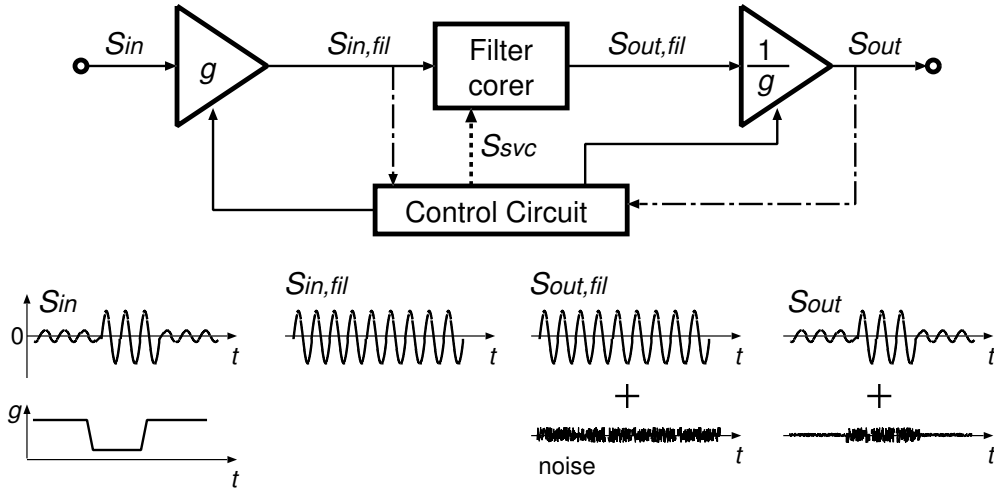 Sin
g
Sin,fil
Filter
corer
Sout,fil
1
g
Sout
Ssvc
Control Circuit
Sin
0
t
g
t
Sin,fil
t
Sout,fil
t
+
noise
t
Sout
t
+
t